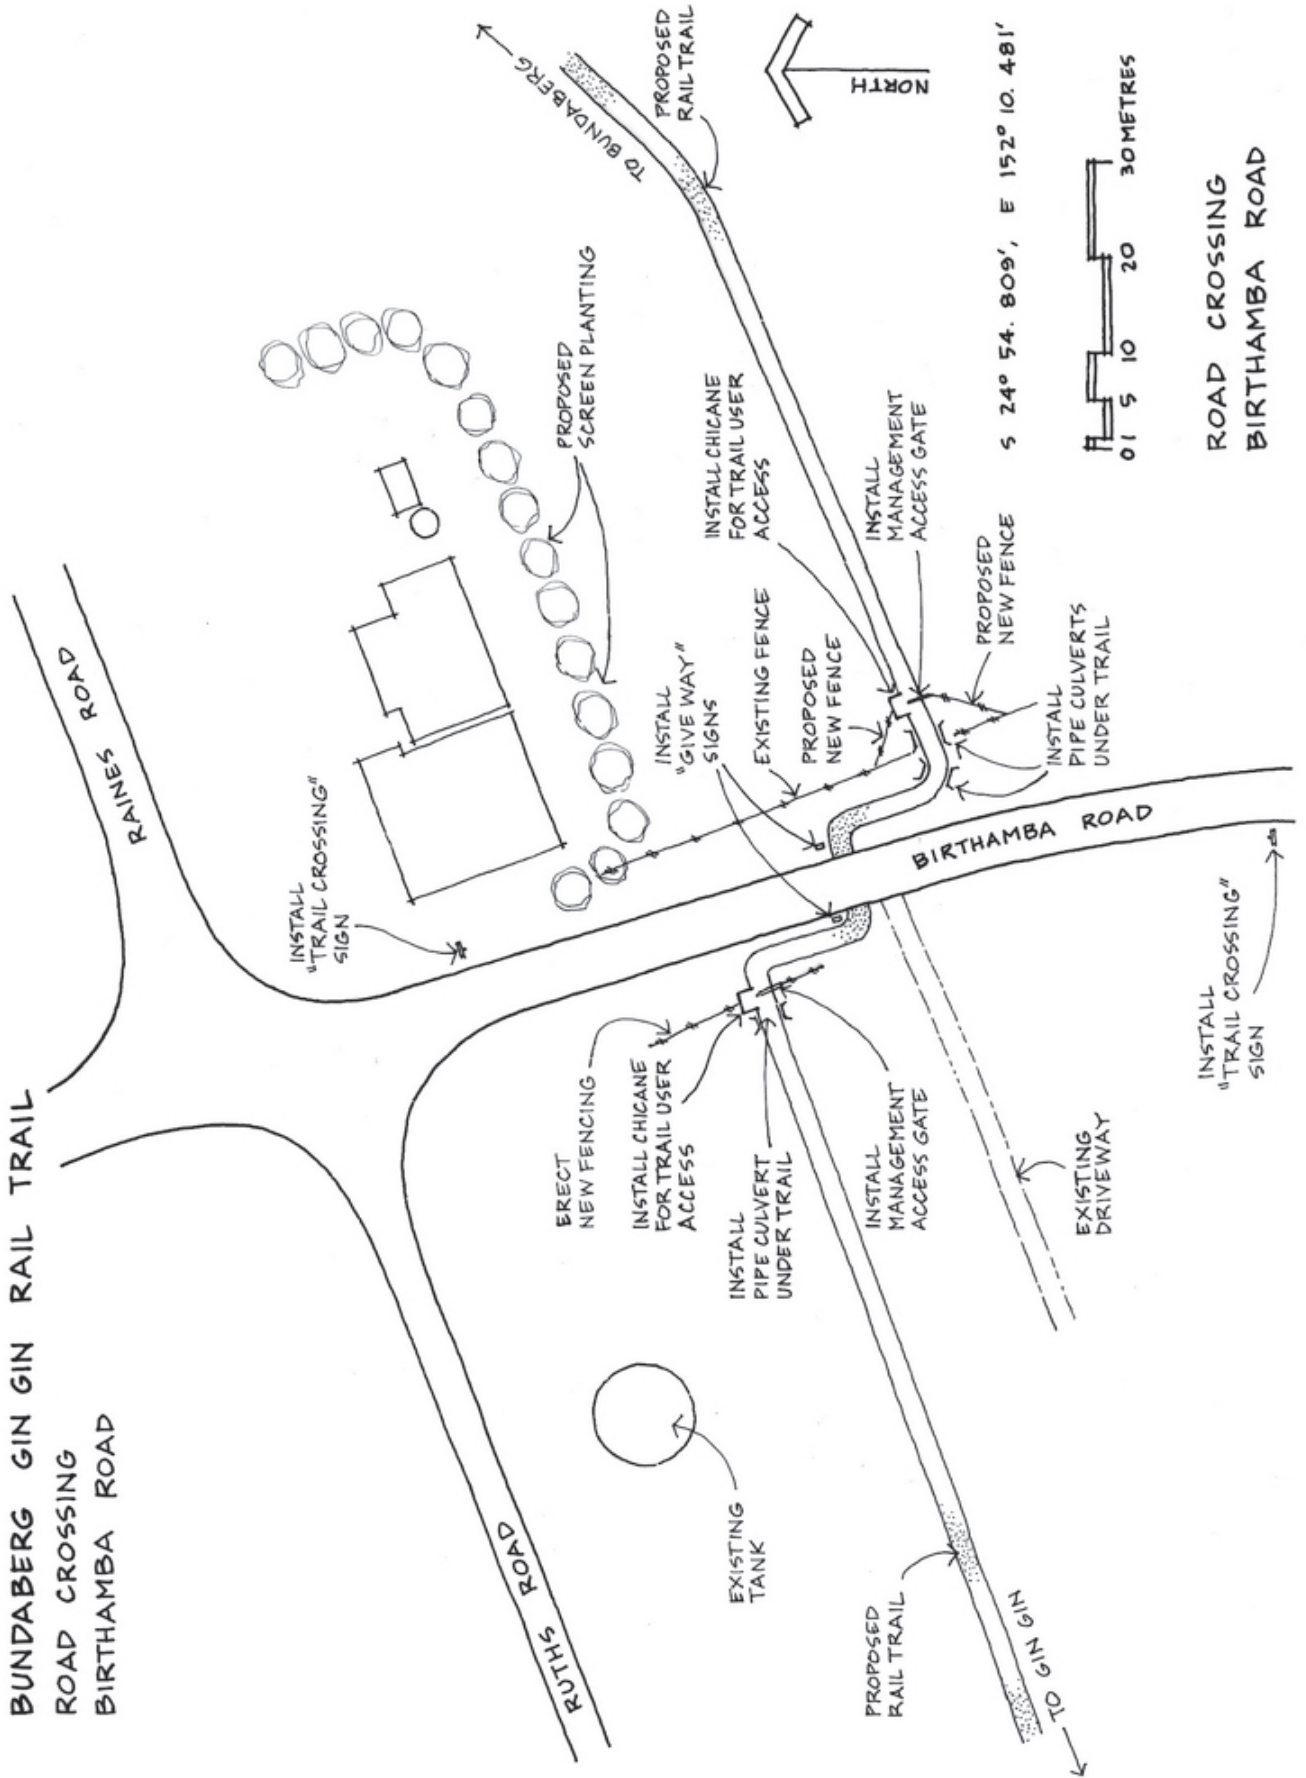 BUNDABERG GIN GIN RAIL TRAIL
ROAD CROSSING
BIRTHAMBA ROAD
RAINES ROAD
INSTALL
"TRAIL CROSSING"
SIGN
RUTHS ROAD
PROPOSED
SCREEN PLANTING
TO BUNDABERG
PROPOSED
RAIL TRAIL
NORTH
ERECT
NEW FENCING
INSTALL CHICANE
FOR TRAIL USER
ACCESS
INSTALL
PIPE CULVERT
UNDER TRAIL
INSTALL
MANAGEMENT
ACCESS GATE
EXISTING
TANK
INSTALL
"GIVE WAY"
SIGNS
EXISTING FENCE
PROPOSED
NEW FENCE
INSTALL CHICANE
FOR TRAIL USER
ACCESS
INSTALL
MANAGEMENT
ACCESS GATE
PROPOSED
NEW FENCE
INSTALL
PIPE CULVERTS
UNDER TRAIL
BIRTHAMBA ROAD
PROPOSED
RAIL TRAIL
TO GIN GIN
EXISTING
DRIVEWAY
INSTALL
"TRAIL CROSSING"
SIGN
S 24° 54. 809', E 152° 10. 481'
0 1 5 10 20 30 METRES
ROAD CROSSING
BIRTHAMBA ROAD